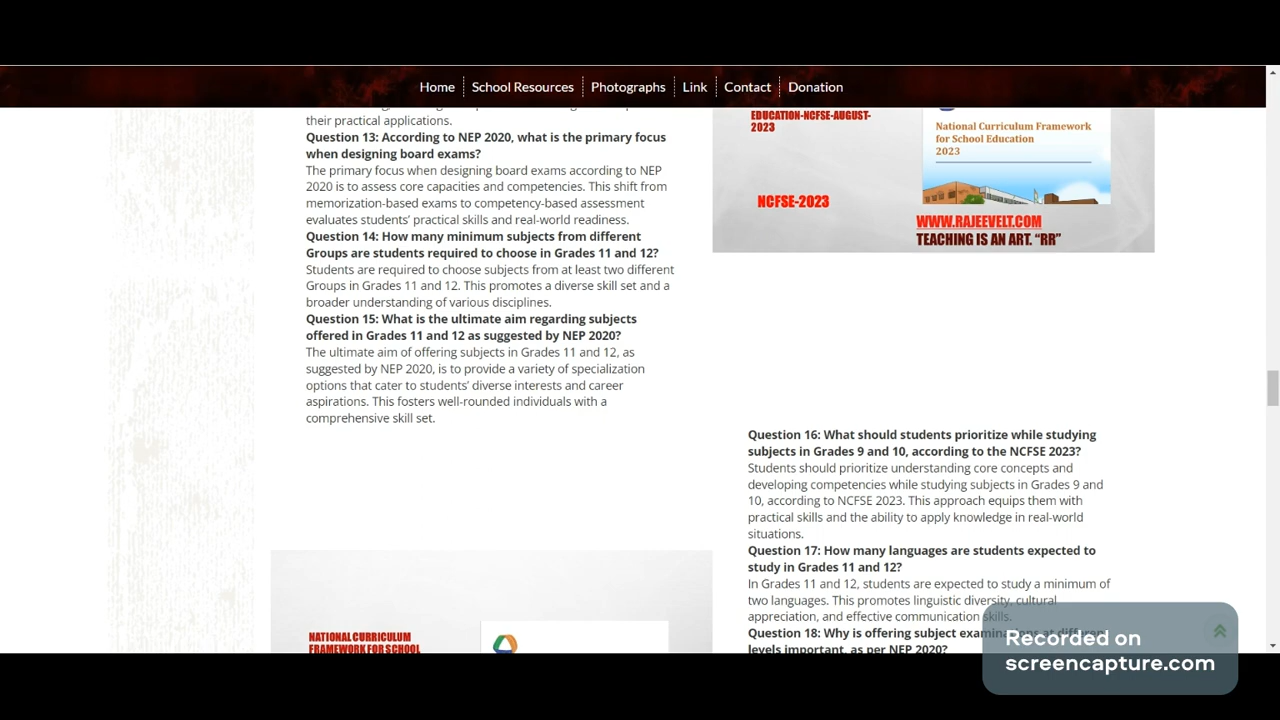 Home
School Resources
Photographs
Link
Contact
Donation
their practical applications.
Question 13: According to NEP 2020, what is the primary focus
when designing board exams?
The primary focus when designing board exams according to NEP
2020 is to assess core capacities and competencies. This shift from
memorization-based exams to competency-based assessment
evaluates students' practical skills and real-world readiness.
Question 14: How many minimum subjects from different
Groups are students required to choose in Grades 11 and 12?
Students are required to choose subjects from at least two different
Groups in Grades 11 and 12. This promotes a diverse skill set and a
broader understanding of various disciplines.
Question 15: What is the ultimate aim regarding subjects
offered in Grades 11 and 12 as suggested by NEP 2020?
The ultimate aim of offering subjects in Grades 11 and 12, as
suggested by NEP 2020, is to provide a variety of specialization
options that cater to students' diverse interests and career
aspirations. This fosters well-rounded individuals with a
comprehensive skill set.
NATIONAL CURRICULUM
FRAMEWORK FOR SCHOOL
EDUCATION-NCFSE-AUGUST-
2023
NCFSE-2023
National Curriculum Framework
for School Education
2023
WWW.RAJEEVELT.COM
TEACHING IS AN ART. “RR”
Question 16: What should students prioritize while studying
subjects in Grades 9 and 10, according to the NCFSE 2023?
Students should prioritize understanding core concepts and
developing competencies while studying subjects in Grades 9 and
10, according to NCFSE 2023. This approach equips them with
practical skills and the ability to apply knowledge in real-world
situations.
Question 17: How many languages are students expected to
study in Grades 11 and 12?
In Grades 11 and 12, students are expected to study a minimum of
two languages. This promotes linguistic diversity, cultural
appreciation, and effective communication skills.
Question 18: Why is offering subject examinations at different
levels important, as per NEP 2020?
Recorded on
screencapture.com